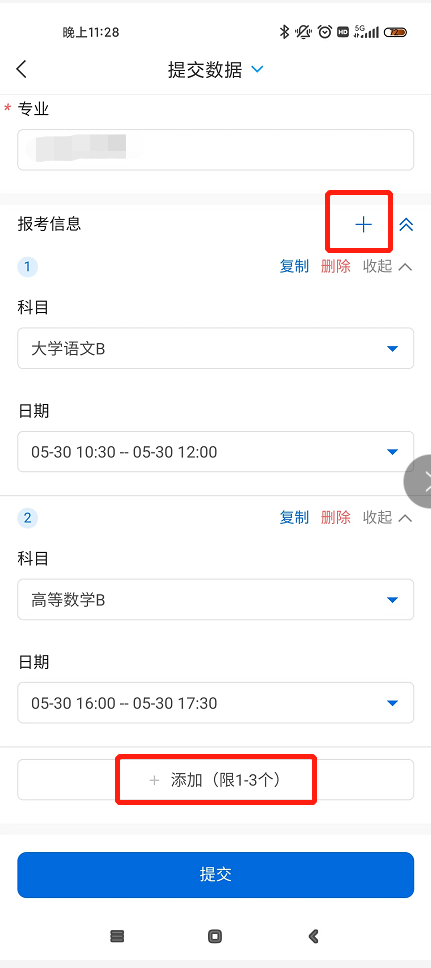 晚上11:28
HD 5G 72
提交数据
* 专业
报考信息
1 复制 删除 收起
科目
大学语文B
日期
05-30 10:30 -- 05-30 12:00
2 复制 删除 收起
科目
高等数学B
日期
05-30 16:00 -- 05-30 17:30
+ 添加（限1-3个）
提交